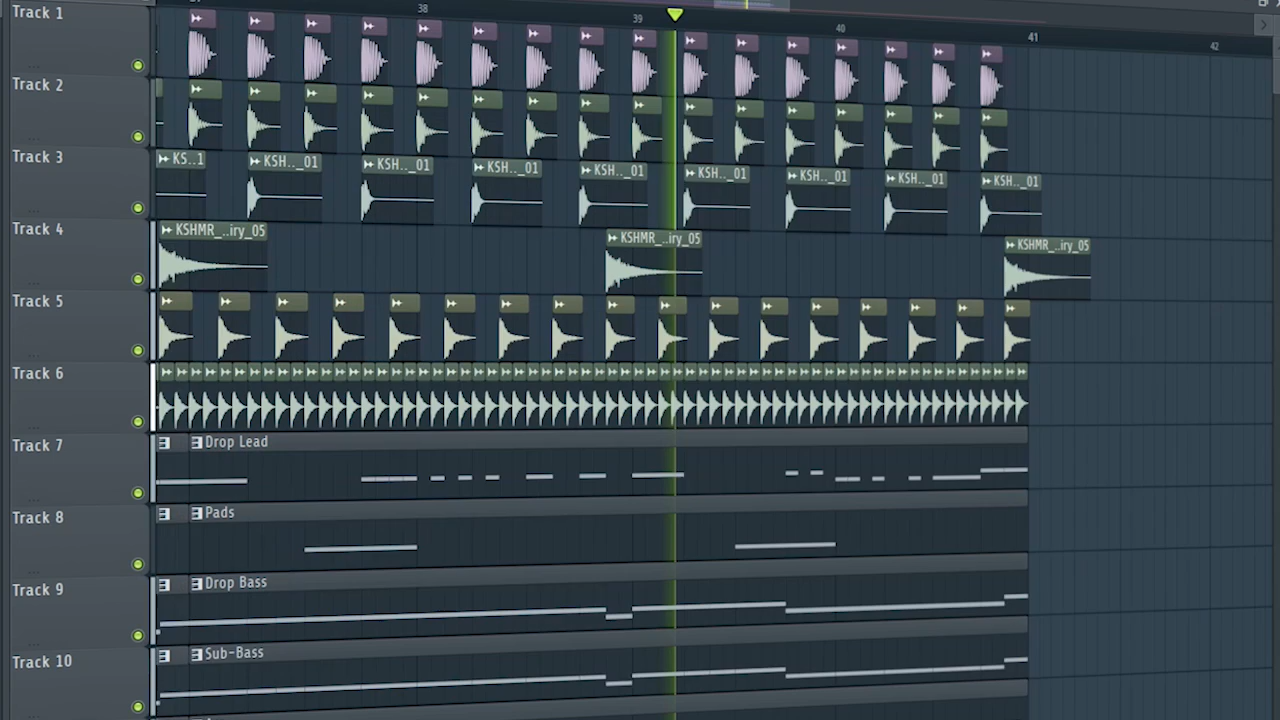 38
39
40
41
42
Track 1
Track 2
Track 3
KS..1 KSH.._01 KSH.._01 KSH.._01 KSH.._01 KSH.._01 KSH.._01 KSH.._01 KSH.._01
Track 4
KSHMR_..iry_05 KSHMR_..iry_05 KSHMR_..iry_05
Track 5
Track 6
Track 7
Drop Lead
Track 8
Pads
Track 9
Drop Bass
Track 10
Sub-Bass